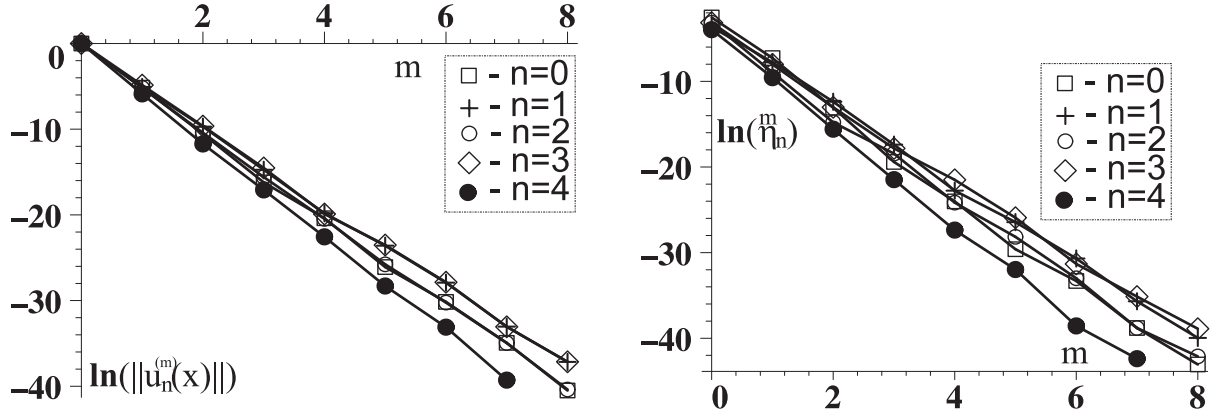 2 4 6 8
0
m
-10
-20
-30
-40
□ - n=0
+ - n=1
○ - n=2
◇ - n=3
● - n=4
ln(||u_n^(m)(x)||)
-10
-20
-30
-40
ln(η_n^m)
□ - n=0
+ - n=1
○ - n=2
◇ - n=3
● - n=4
m
0 2 4 6 8